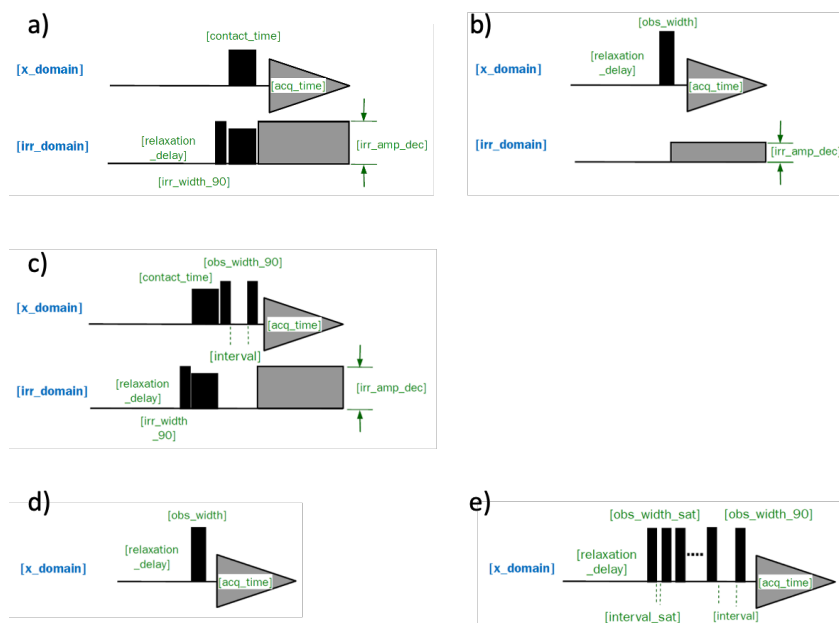 a)
[contact_time]
[x_domain]
[acq_time]
[irr_domain]
[relaxation
_delay]
[irr_amp_dec]
[irr_width_90]
b)
[obs_width]
[x_domain]
[relaxation
_delay]
[acq_time]
[irr_domain]
[irr_amp_dec]
c)
[obs_width_90]
[contact_time]
[x_domain]
[acq_time]
[interval]
[irr_domain]
[relaxation
_delay]
[irr_amp_dec]
[irr_width
_90]
d)
[obs_width]
[relaxation
_delay]
[x_domain]
[acq_time]
e)
[obs_width_sat] [obs_width_90]
[relaxation
_delay]
[x_domain]
[acq_time]
[interval_sat] [interval]